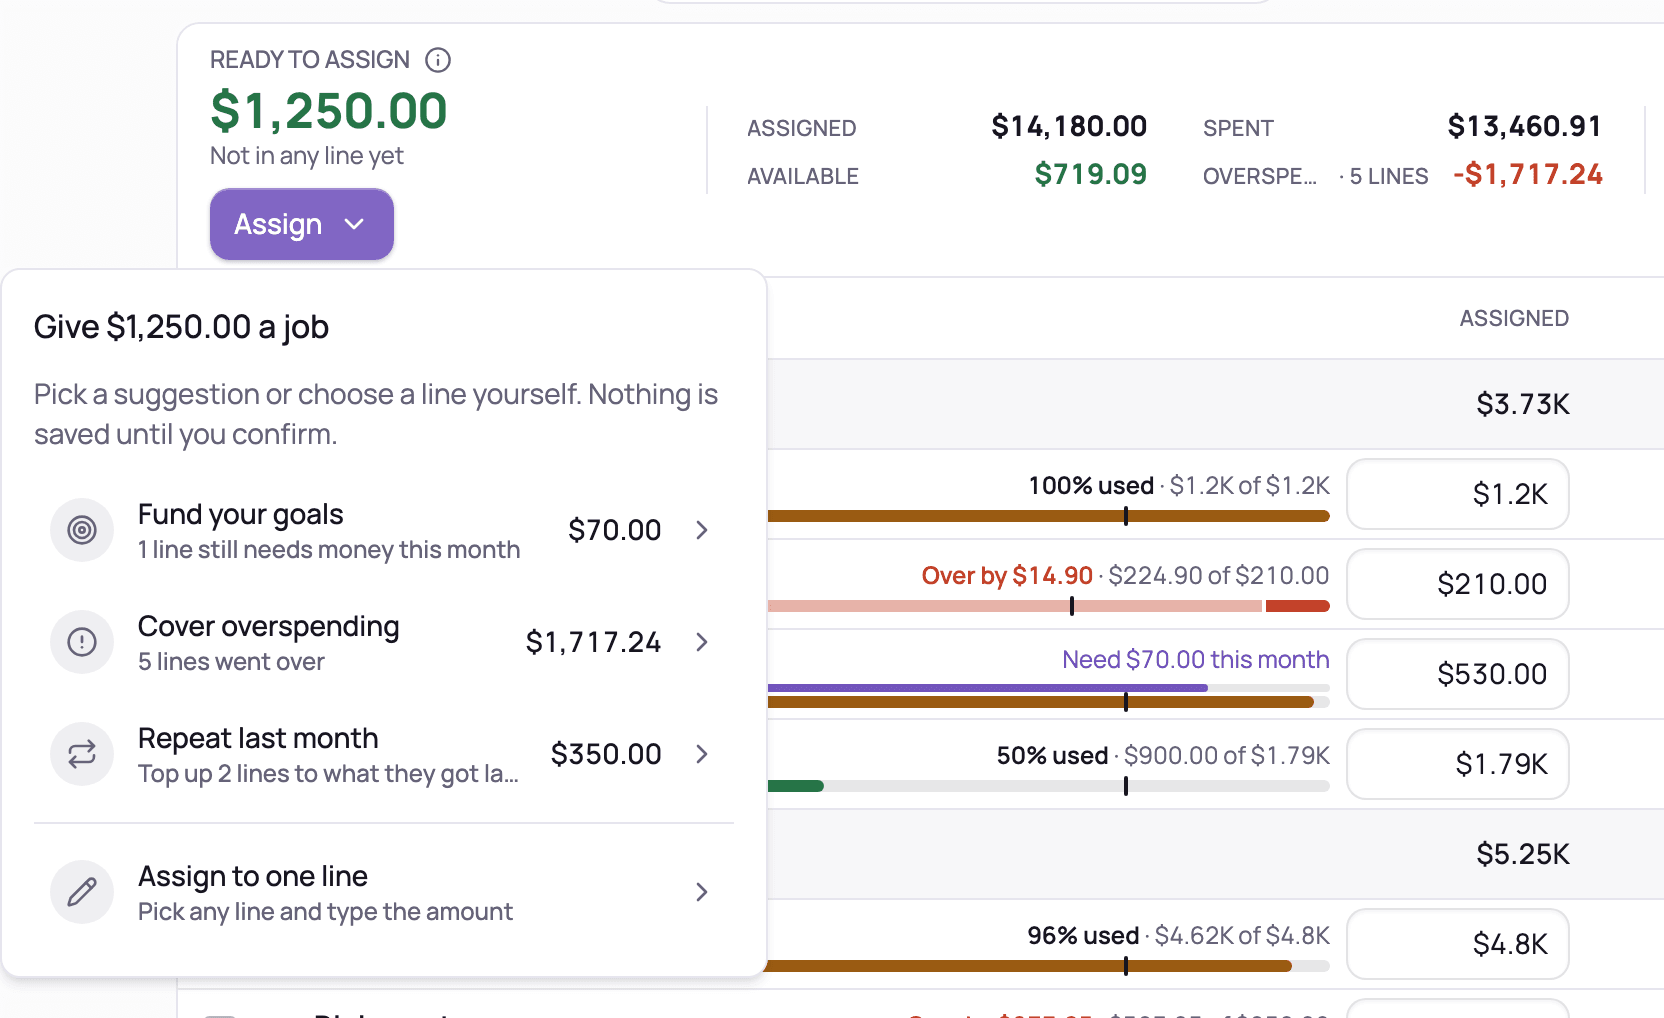 READY TO ASSIGN
$1,250.00
Not in any line yet
Assign
ASSIGNED $14,180.00
AVAILABLE $719.09
SPENT $13,460.91
OVERSPE... · 5 LINES -$1,717.24
Give $1,250.00 a job
Pick a suggestion or choose a line yourself. Nothing is
saved until you confirm.
Fund your goals
1 line still needs money this month
$70.00
Cover overspending
5 lines went over
$1,717.24
Repeat last month
Top up 2 lines to what they got la...
$350.00
Assign to one line
Pick any line and type the amount
ASSIGNED
$3.73K
100% used · $1.2K of $1.2K
$1.2K
Over by $14.90 · $224.90 of $210.00
$210.00
Need $70.00 this month
$530.00
50% used · $900.00 of $1.79K
$1.79K
$5.25K
96% used · $4.62K of $4.8K
$4.8K